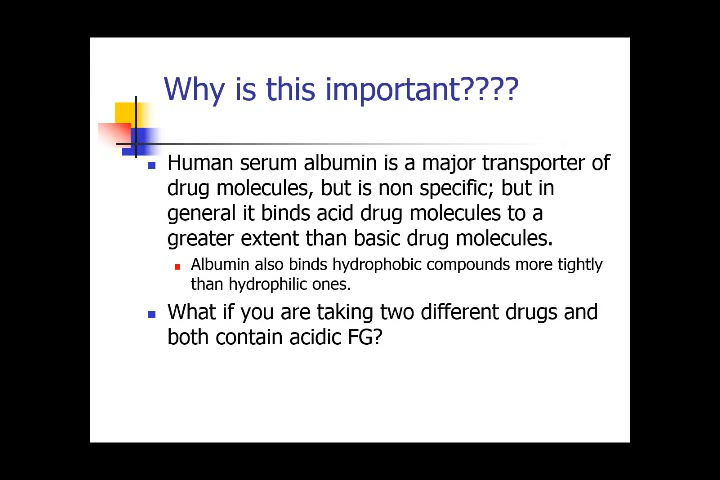 Why is this important????
Human serum albumin is a major transporter of
drug molecules, but is non specific; but in
general it binds acid drug molecules to a
greater extent than basic drug molecules.
Albumin also binds hydrophobic compounds more tightly
than hydrophilic ones.
What if you are taking two different drugs and
both contain acidic FG?